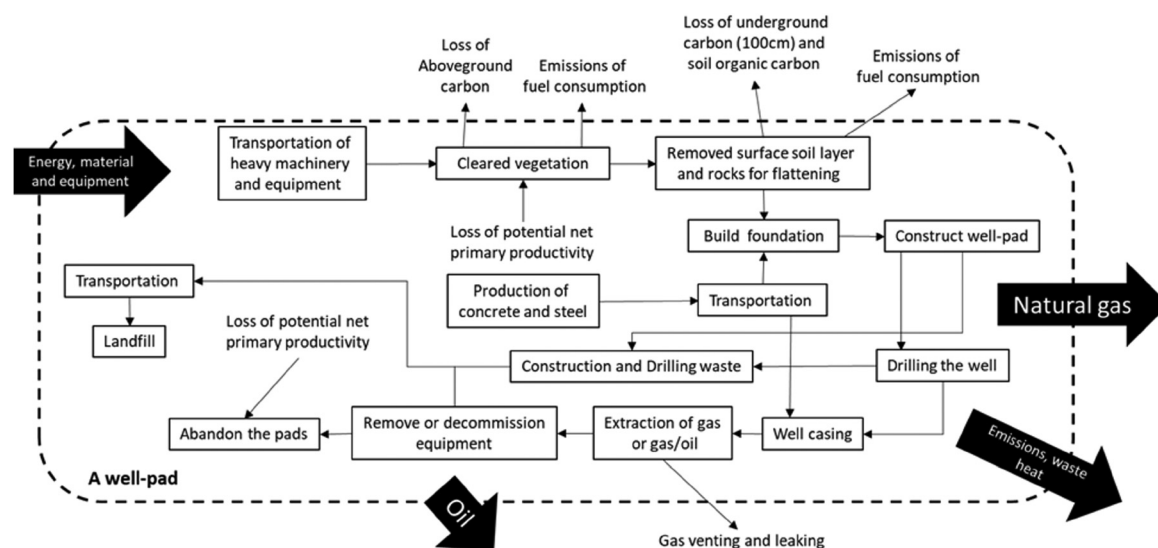 Loss of
Aboveground
carbon
Emissions of
fuel consumption
Loss of underground
carbon (100cm) and
soil organic carbon
Emissions
of fuel consumption
Energy, material
and equipment
Transportation of
heavy machinery
and equipment
Cleared vegetation
Removed surface soil layer
and rocks for flattening
Loss of potential net
primary productivity
Build foundation
Construct well-pad
Transportation
Landfill
Production of
concrete and steel
Transportation
Natural gas
Loss of potential net
primary productivity
Construction and Drilling waste
Drilling the well
Abandon the pads
Remove or decommission
equipment
Extraction of gas
or gas/oil
Well casing
Emissions, waste
heat
A well-pad
Oil
Gas venting and leaking